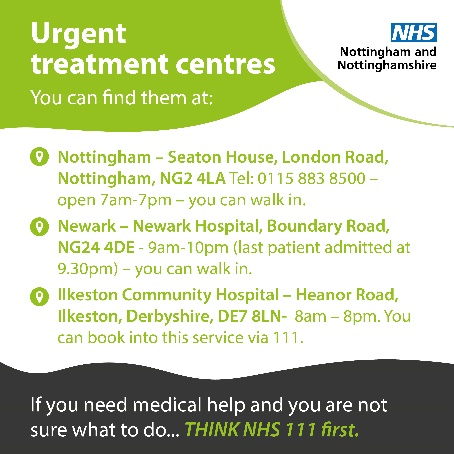 Urgent
treatment centres
You can find them at:
NHS
Nottingham and
Nottinghamshire
Nottingham – Seaton House, London Road,
Nottingham, NG2 4LA Tel: 0115 883 8500 –
open 7am-7pm – you can walk in.
Newark – Newark Hospital, Boundary Road,
NG24 4DE - 9am-10pm (last patient admitted at
9.30pm) – you can walk in.
Ilkeston Community Hospital – Heanor Road,
Ilkeston, Derbyshire, DE7 8LN- 8am – 8pm. You
can book into this service via 111.
If you need medical help and you are not
sure what to do... THINK NHS 111 first.